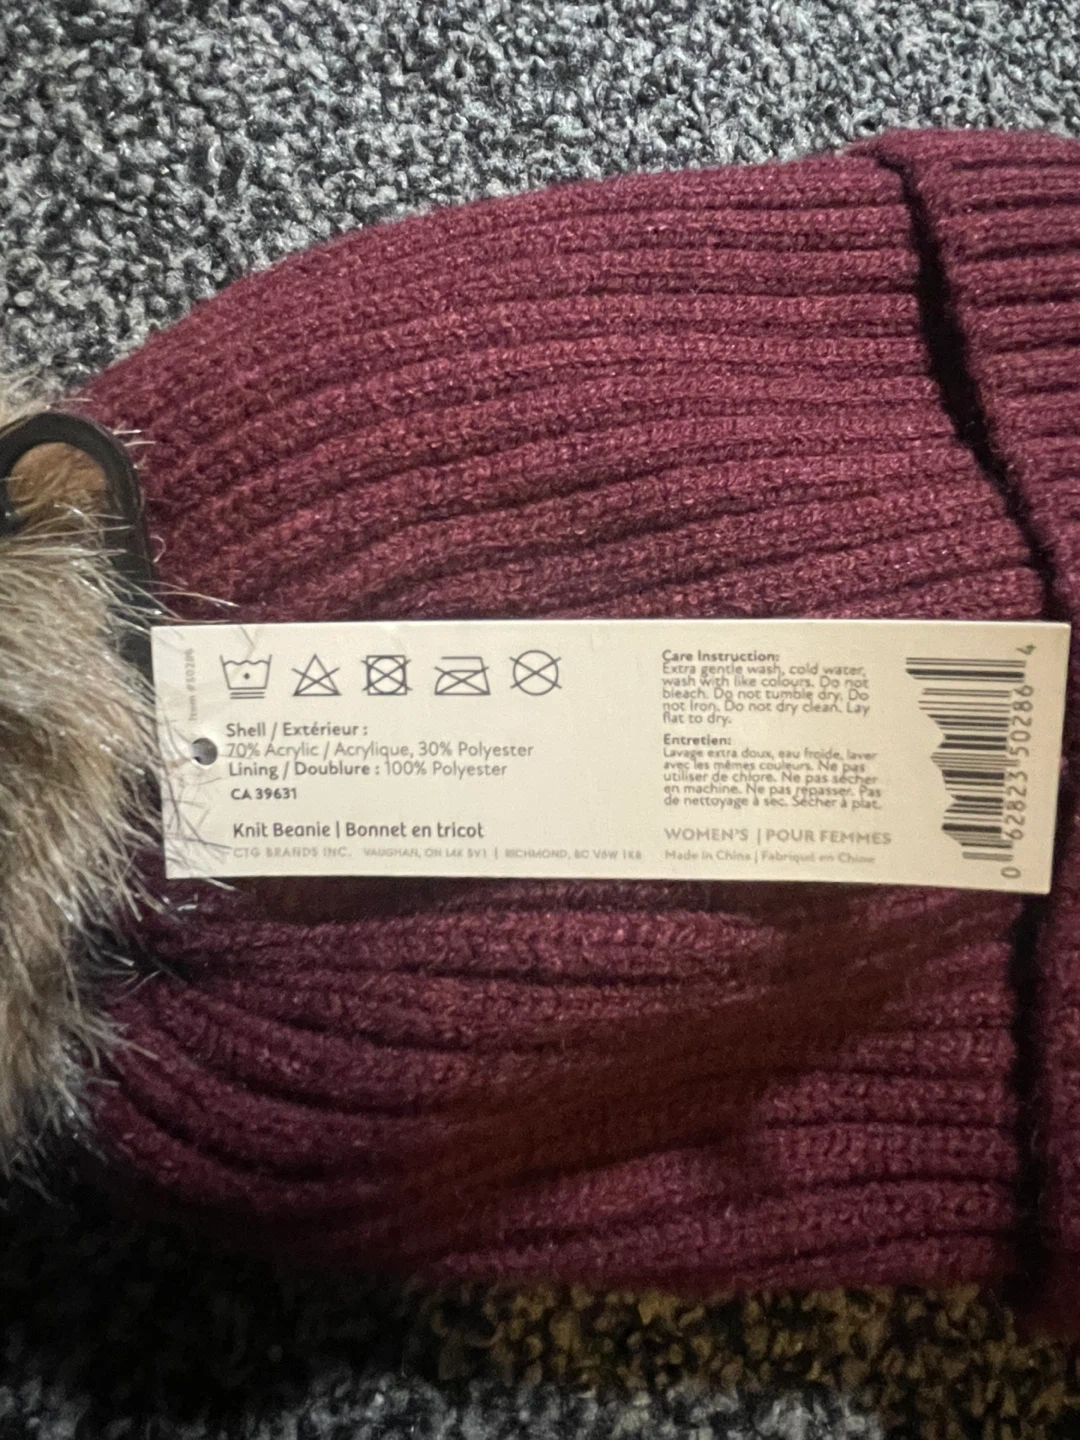 Item #50286
Shell / Extérieur :
70% Acrylic / Acrylique, 30% Polyester
Lining / Doublure : 100% Polyester
CA 39631
Knit Beanie | Bonnet en tricot
CTG BRANDS INC. VAUGHAN, ON L4K 5V1 | RICHMOND, BC V6W 1K8
Care Instruction:
Extra gentle wash, cold water,
wash with like colours. Do not
bleach. Do not tumble dry. Do
not Iron. Do not dry clean. Lay
flat to dry.
Entretien:
Lavage extra doux, eau froide, laver
avec les mêmes couleurs. Ne pas
utiliser de chlore. Ne pas sécher
en machine. Ne pas repasser. Pas
de nettoyage à sec. Sécher à plat.
WOMEN'S | POUR FEMMES
Made in China | Fabriqué en Chine
0 62823 50286 4